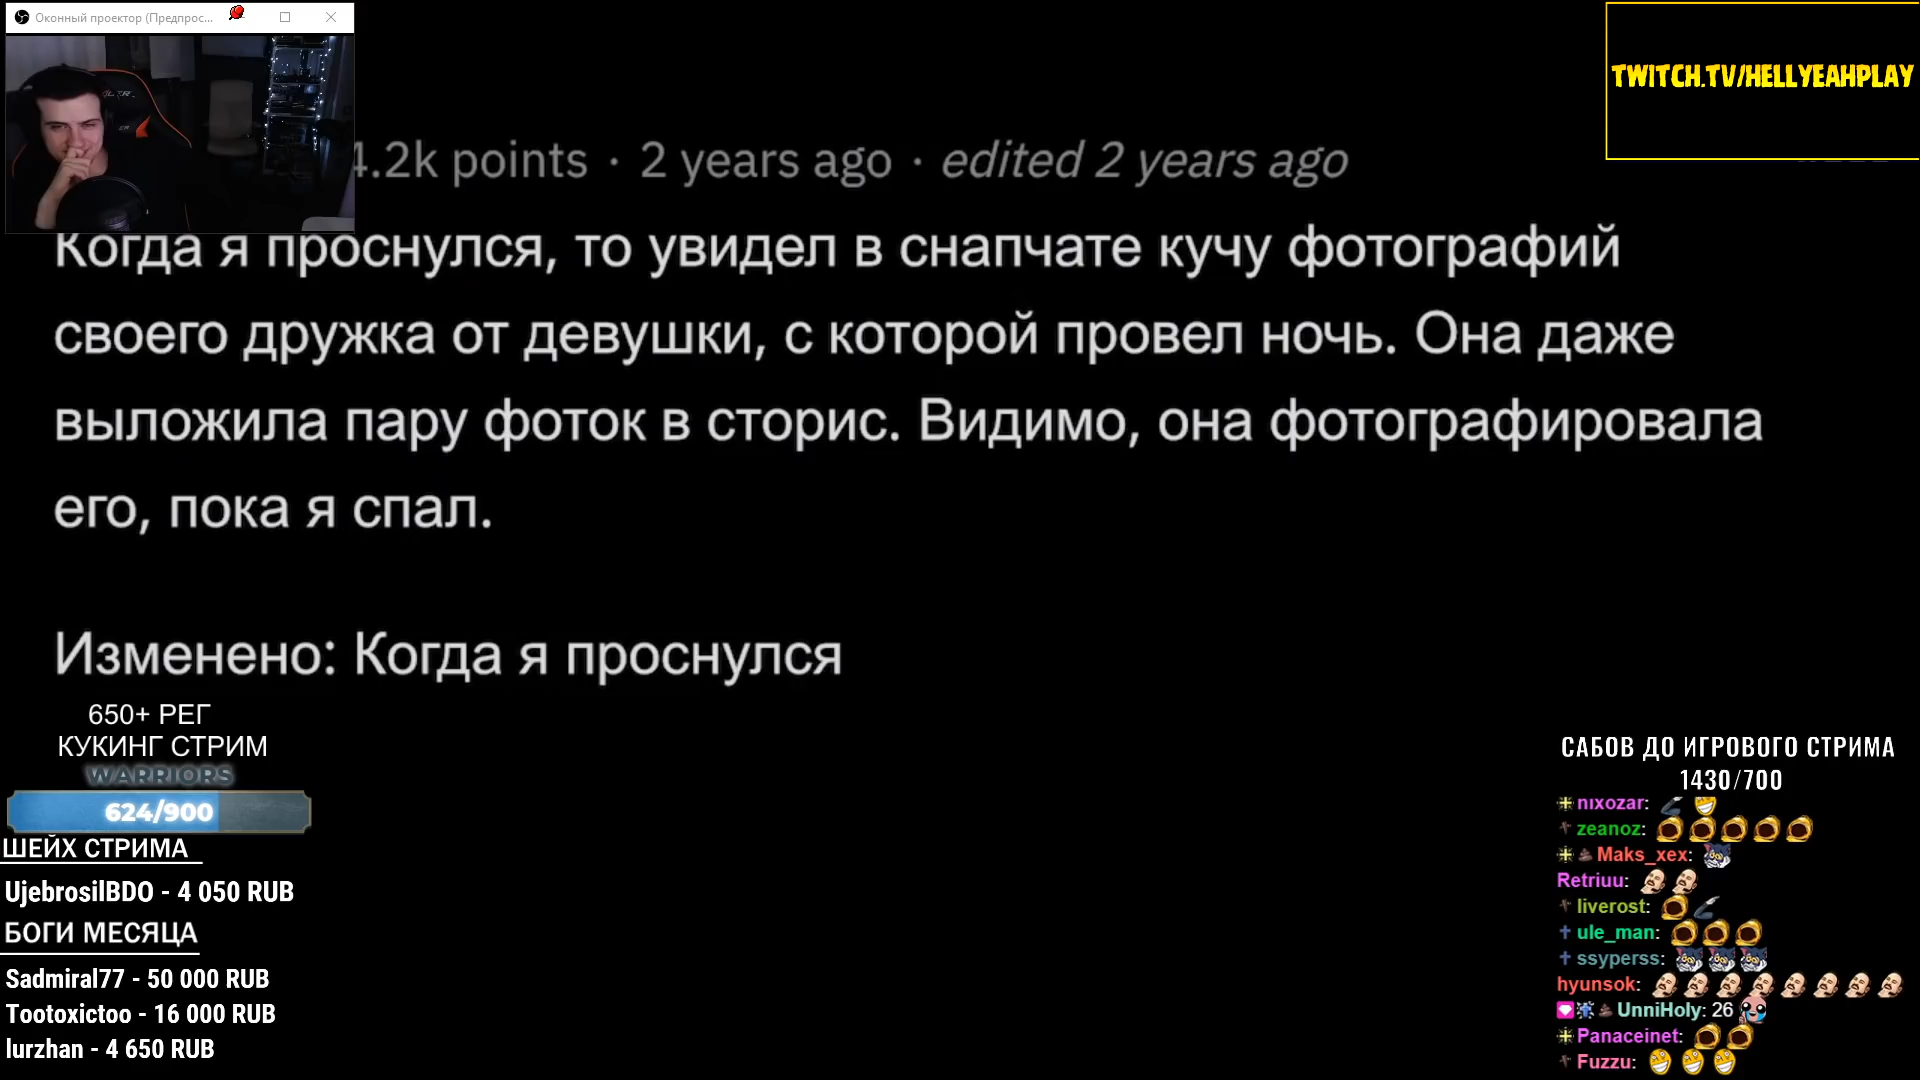 Оконный проектор (Предпрос...
TWITCH.TV/HELLYEAHPLAY
4.2k points · 2 years ago · edited 2 years ago
Когда я проснулся, то увидел в снапчате кучу фотографий
своего дружка от девушки, с которой провел ночь. Она даже
выложила пару фоток в сторис. Видимо, она фотографировала
его, пока я спал.
Изменено: Когда я проснулся
650+ РЕГ
КУКИНГ СТРИМ
WARRIORS
624/900
ШЕЙХ СТРИМА
UjebrosilBDO - 4 050 RUB
БОГИ МЕСЯЦА
Sadmiral77 - 50 000 RUB
Tootoxictoo - 16 000 RUB
lurzhan - 4 650 RUB
САБОВ ДО ИГРОВОГО СТРИМА
1430/700
nixozar:
zeanoz:
Maks_xex:
Retriuu:
liverost:
ule_man:
ssyperss:
hyunsok:
UnniHoly: 26
Panaceinet:
Fuzzu: